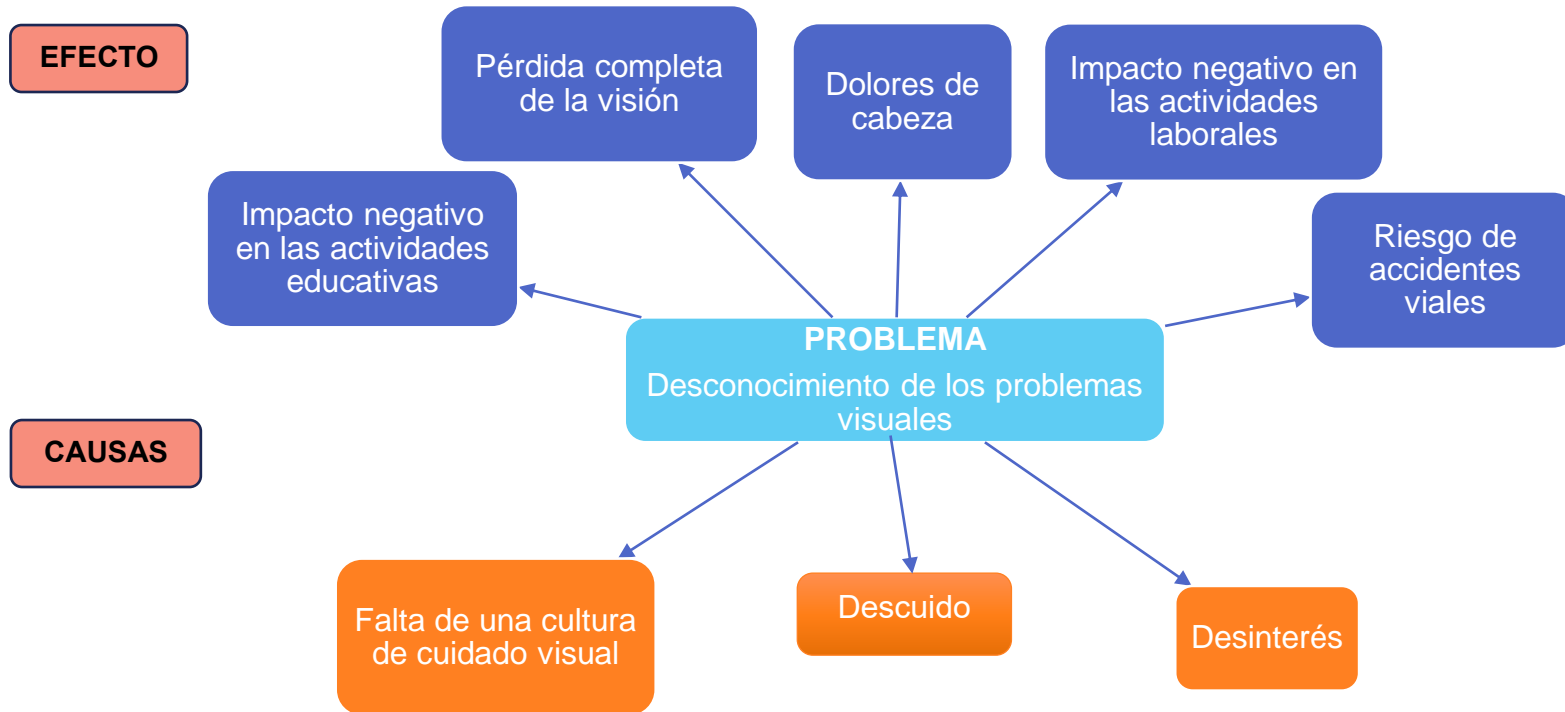 EFECTO
Pérdida completa
de la visión
Dolores de
cabeza
Impacto negativo en
las actividades
laborales
Impacto negativo
en las actividades
educativas
Riesgo de
accidentes
viales
PROBLEMA
Desconocimiento de los problemas
visuales
CAUSAS
Falta de una cultura
de cuidado visual
Descuido
Desinterés